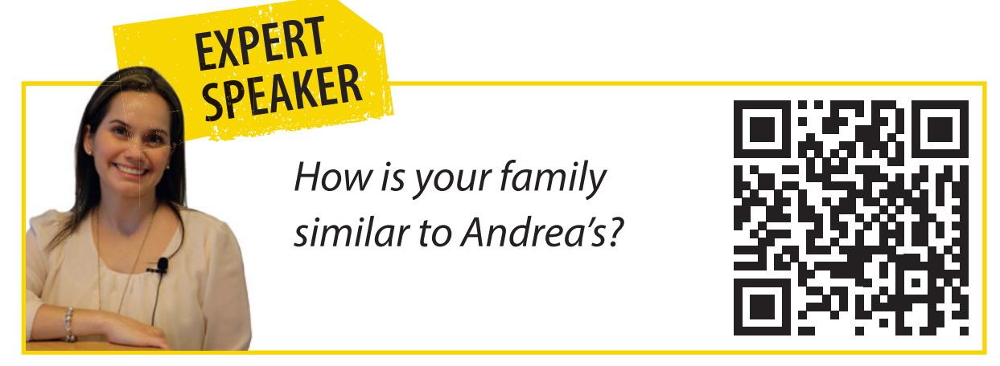 EXPERT
SPEAKER
How is your family
similar to Andrea's?